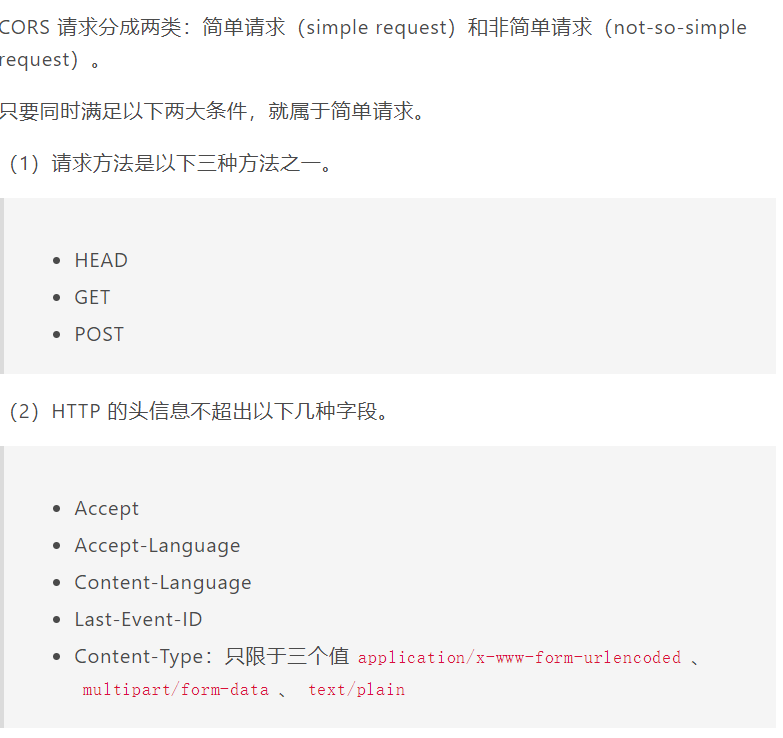 CORS 请求分成两类：简单请求（simple request）和非简单请求（not-so-simple
request）。
只要同时满足以下两大条件，就属于简单请求。
（1）请求方法是以下三种方法之一。
• HEAD
• GET
• POST
（2）HTTP 的头信息不超出以下几种字段。
• Accept
• Accept-Language
• Content-Language
• Last-Event-ID
• Content-Type：只限于三个值 application/x-www-form-urlencoded 、
multipart/form-data 、 text/plain